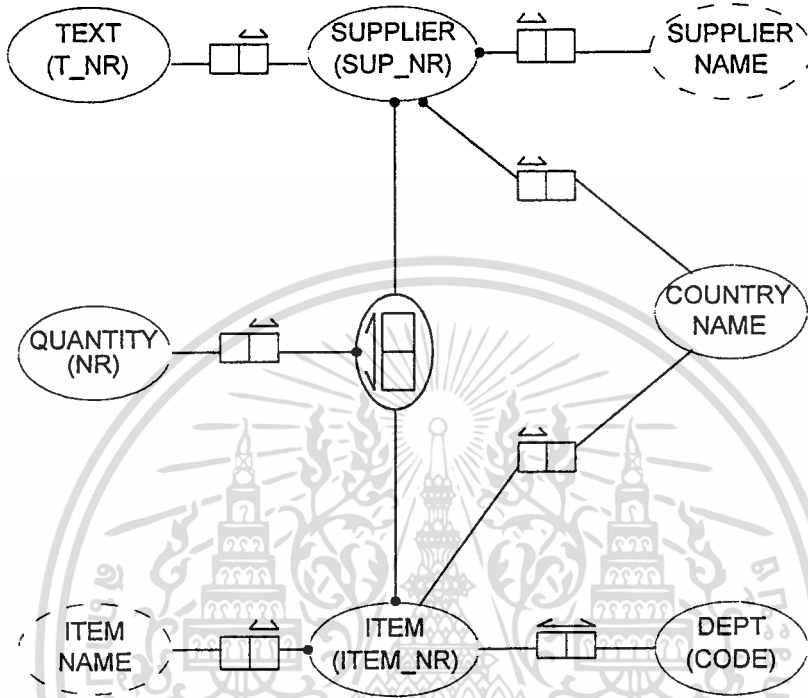 TEXT
(T_NR)
SUPPLIER
(SUP_NR)
SUPPLIER
NAME
COUNTRY
NAME
QUANTITY
(NR)
ITEM
NAME
ITEM
(ITEM_NR)
DEPT
(CODE)